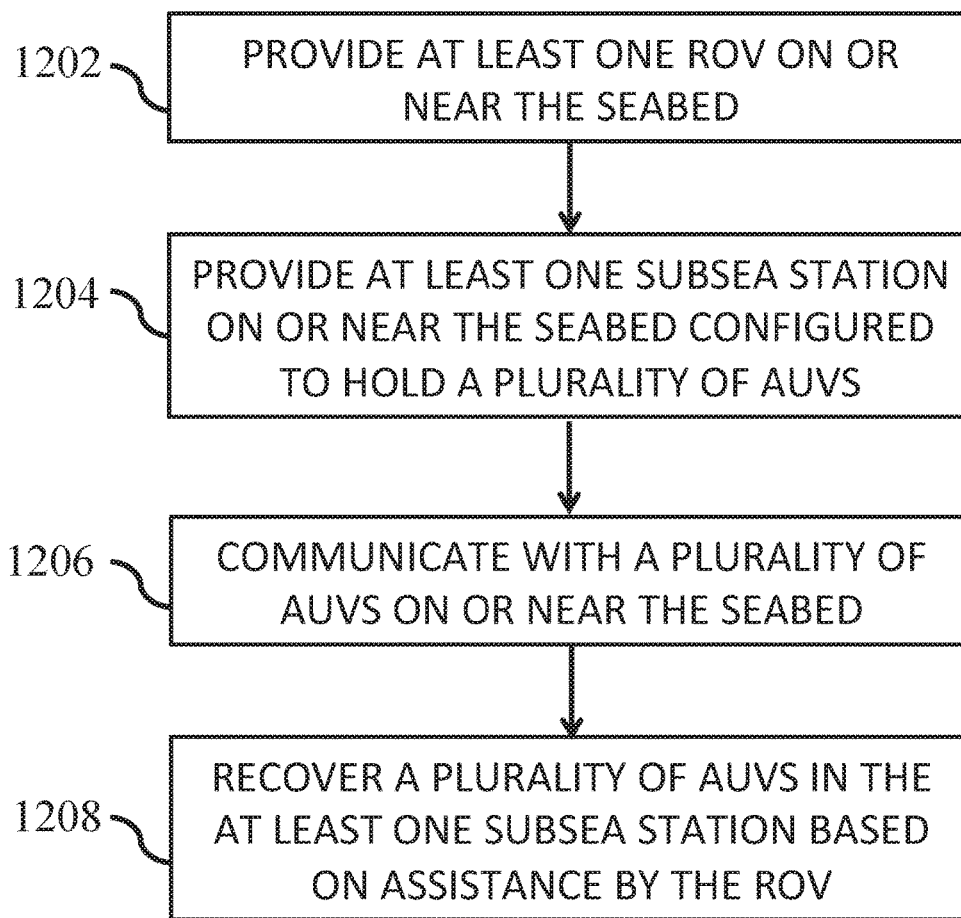 1202
PROVIDE AT LEAST ONE ROV ON OR
NEAR THE SEABED
1204
PROVIDE AT LEAST ONE SUBSEA STATION
ON OR NEAR THE SEABED CONFIGURED
TO HOLD A PLURALITY OF AUVS
1206
COMMUNICATE WITH A PLURALITY OF
AUVS ON OR NEAR THE SEABED
1208
RECOVER A PLURALITY OF AUVS IN THE
AT LEAST ONE SUBSEA STATION BASED
ON ASSISTANCE BY THE ROV